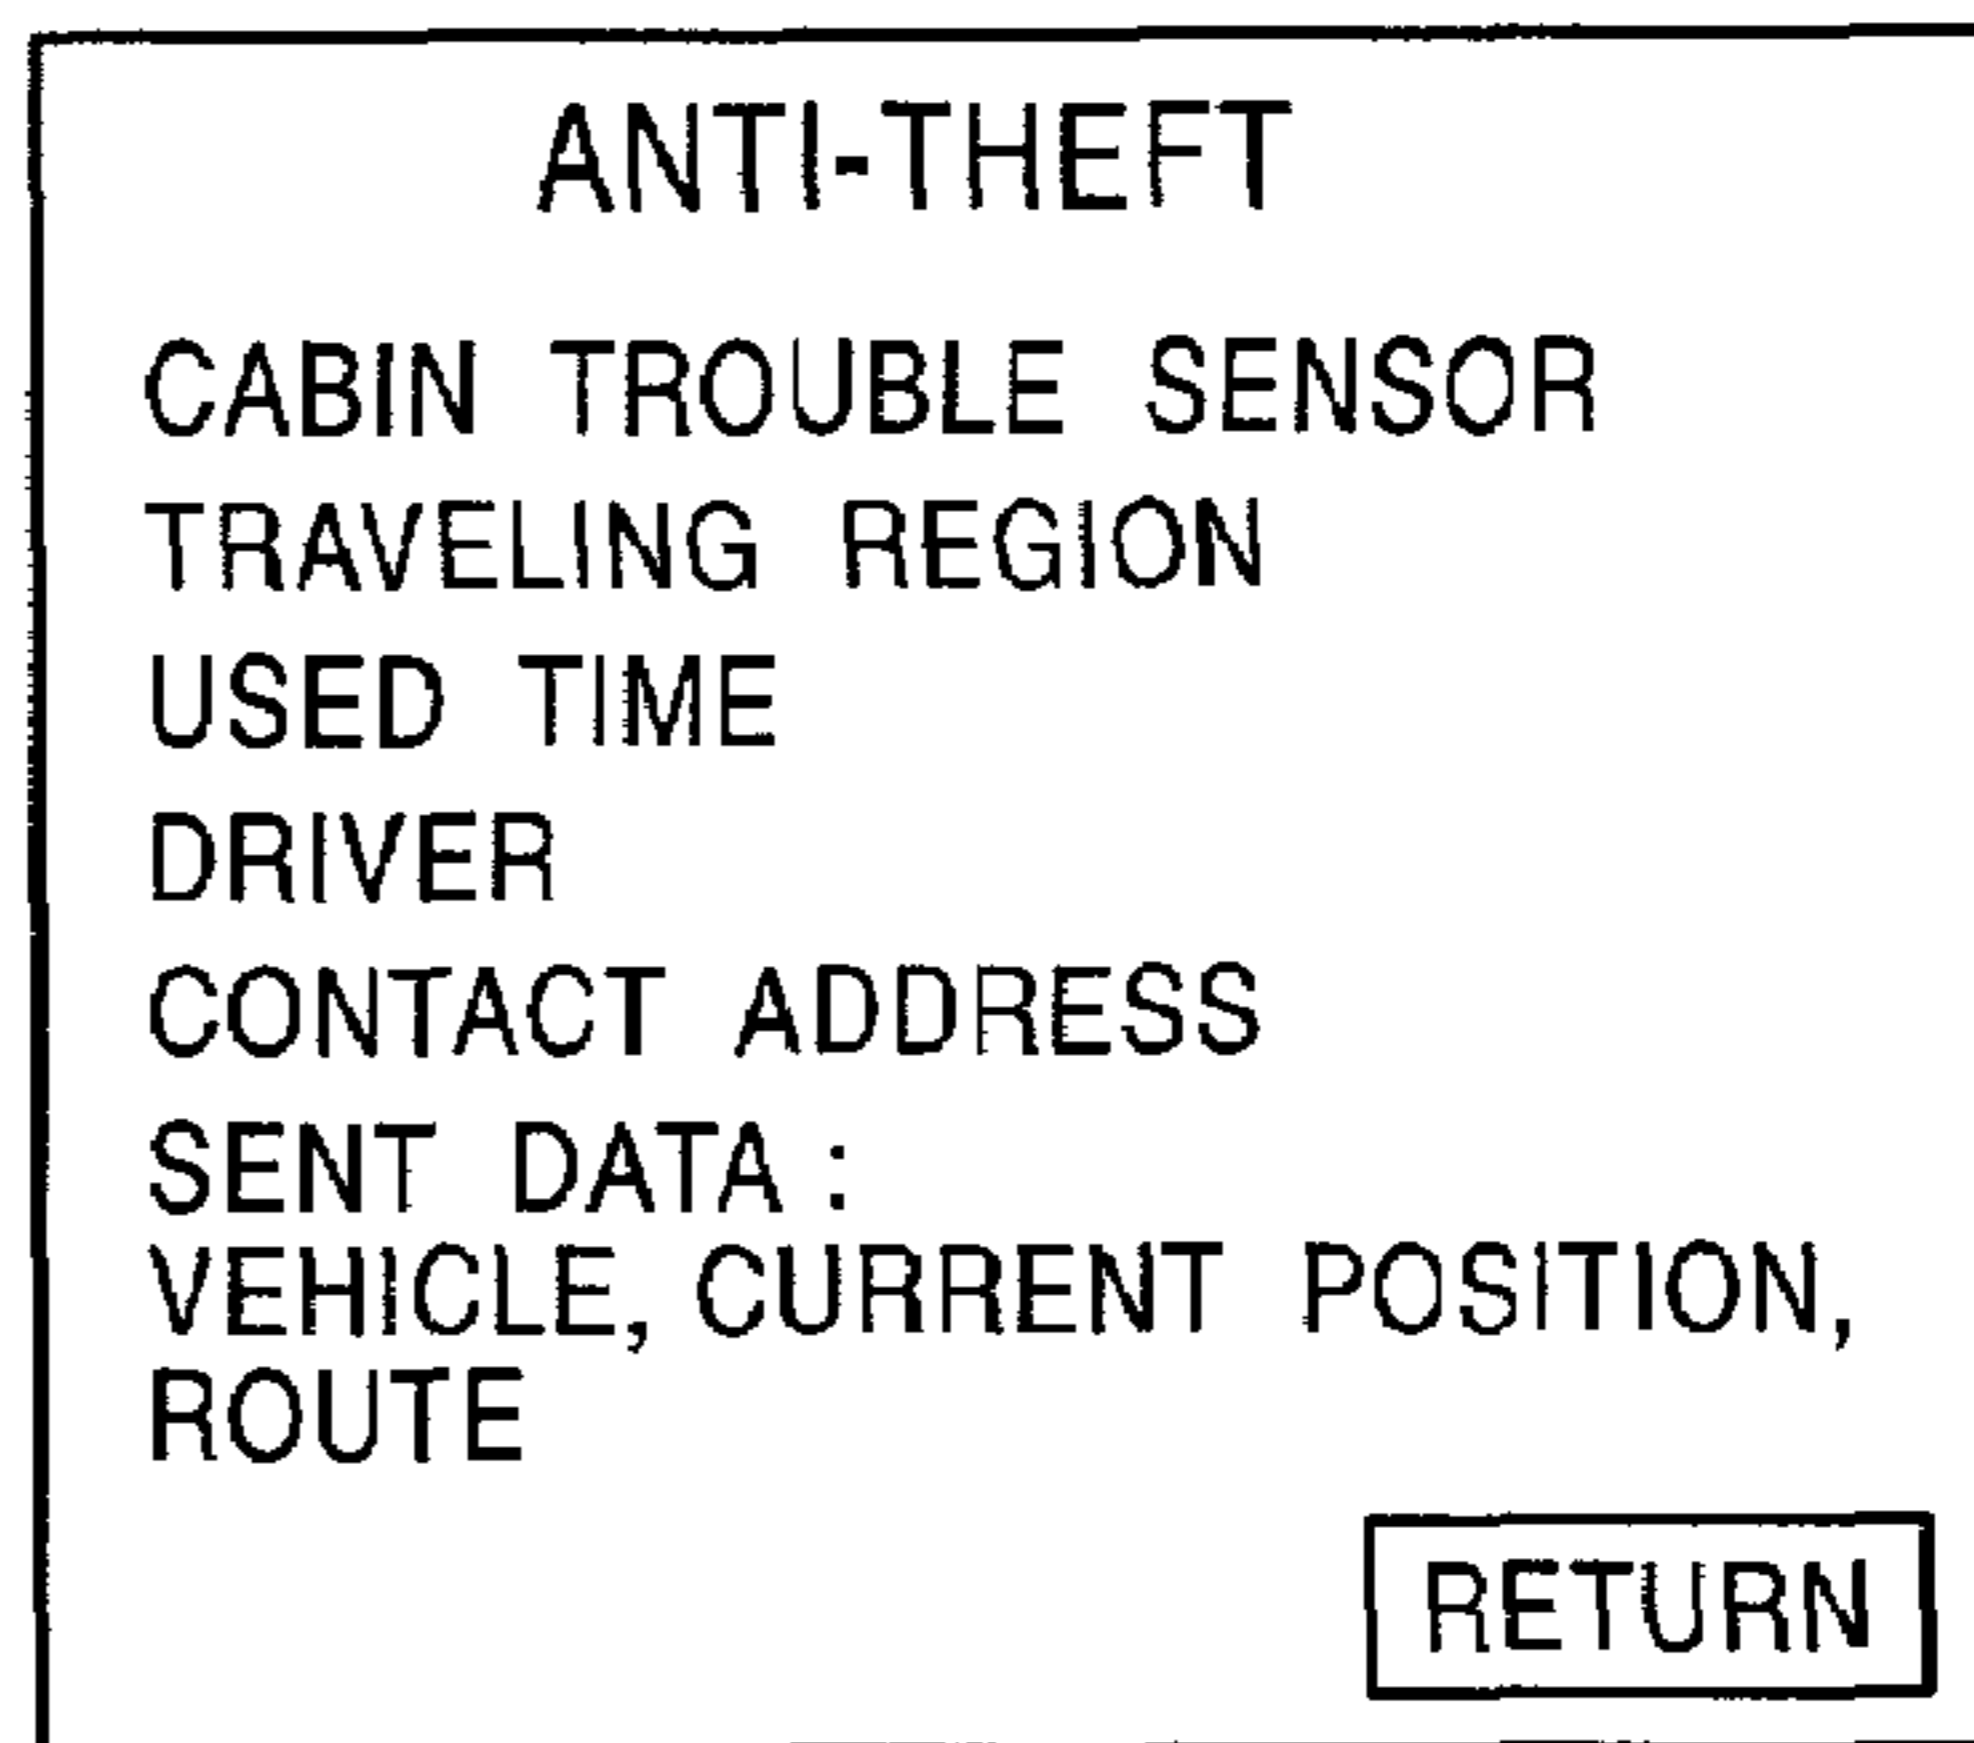 ANTI-THEFT
CABIN TROUBLE SENSOR
TRAVELING REGION
USED TIME
DRIVER
CONTACT ADDRESS
SENT DATA :
VEHICLE, CURRENT POSITION,
ROUTE
RETURN